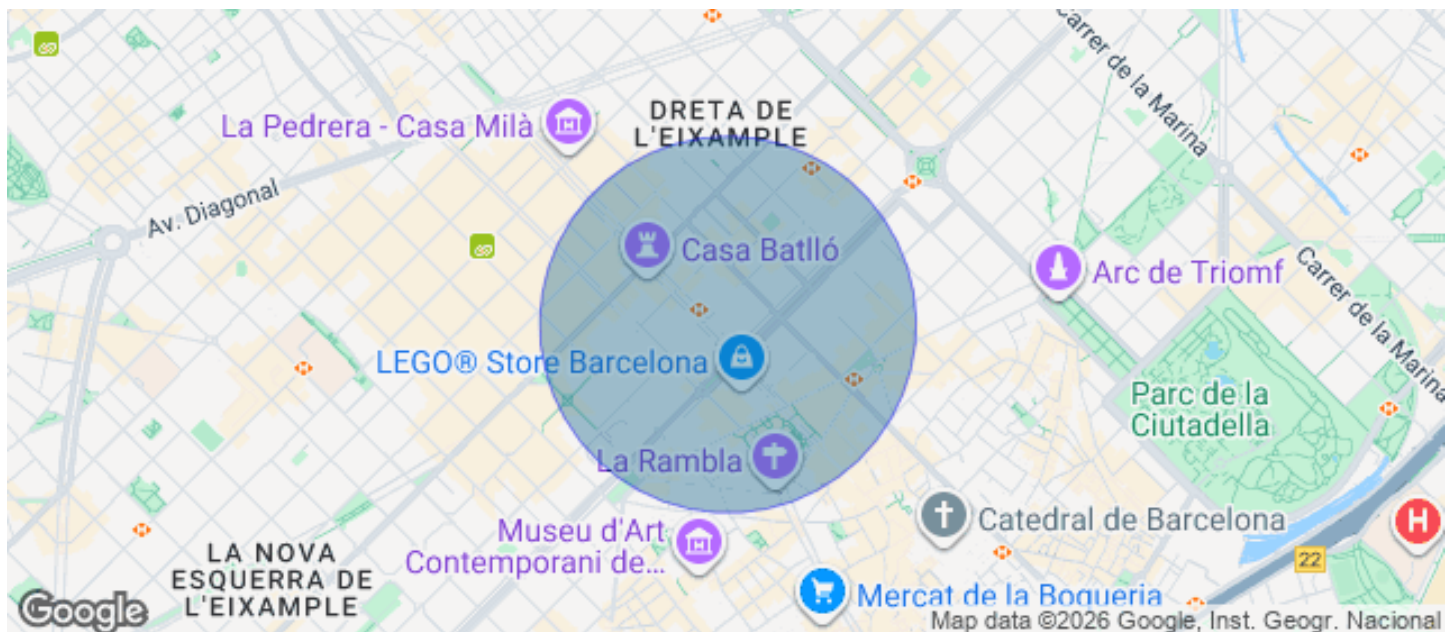 Carrer de la Marina
DRETA DE
L'EIXAMPLE
La Pedrera - Casa Milà
Av. Diagonal
Casa Batlló
Arc de Triomf
Carrer de la Marina
LEGO® Store Barcelona
Parc de la
Ciutadella
La Rambla
Museu d'Art
Contemporani de...
Catedral de Barcelona
H
22
LA NOVA
ESQUERRA DE
L'EIXAMPLE
Mercat de la Boqueria
Google
Map data ©2026 Google, Inst. Geogr. Nacional